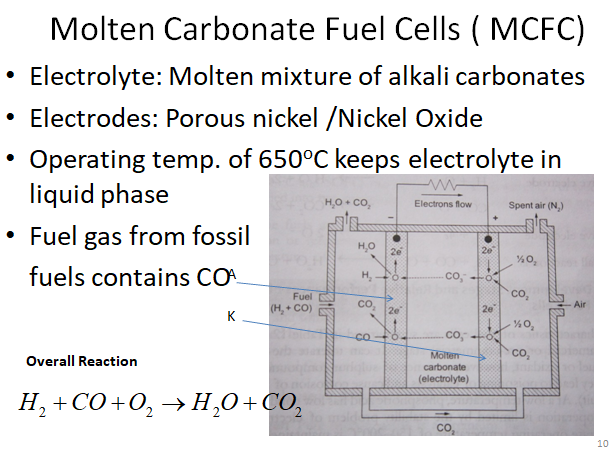 Molten Carbonate Fuel Cells ( MCFC)
• Electrolyte: Molten mixture of alkali carbonates
• Electrodes: Porous nickel /Nickel Oxide
• Operating temp. of 650°C keeps electrolyte in
liquid phase
• Fuel gas from fossil
fuels contains CO
A
K
Overall Reaction
H₂ + CO + O₂ → H₂O + CO₂
H₂O + CO₂
Electrons flow
Spent air (N₂)
−
+
H₂O
2e⁻
2e⁻
½ O₂
H₂
CO₃
CO₂
Fuel
(H₂ + CO)
Air
CO₂
2e⁻
2e⁻
½ O₂
CO
CO₃
CO₂
Molten
carbonate
(electrolyte)
CO₂
10